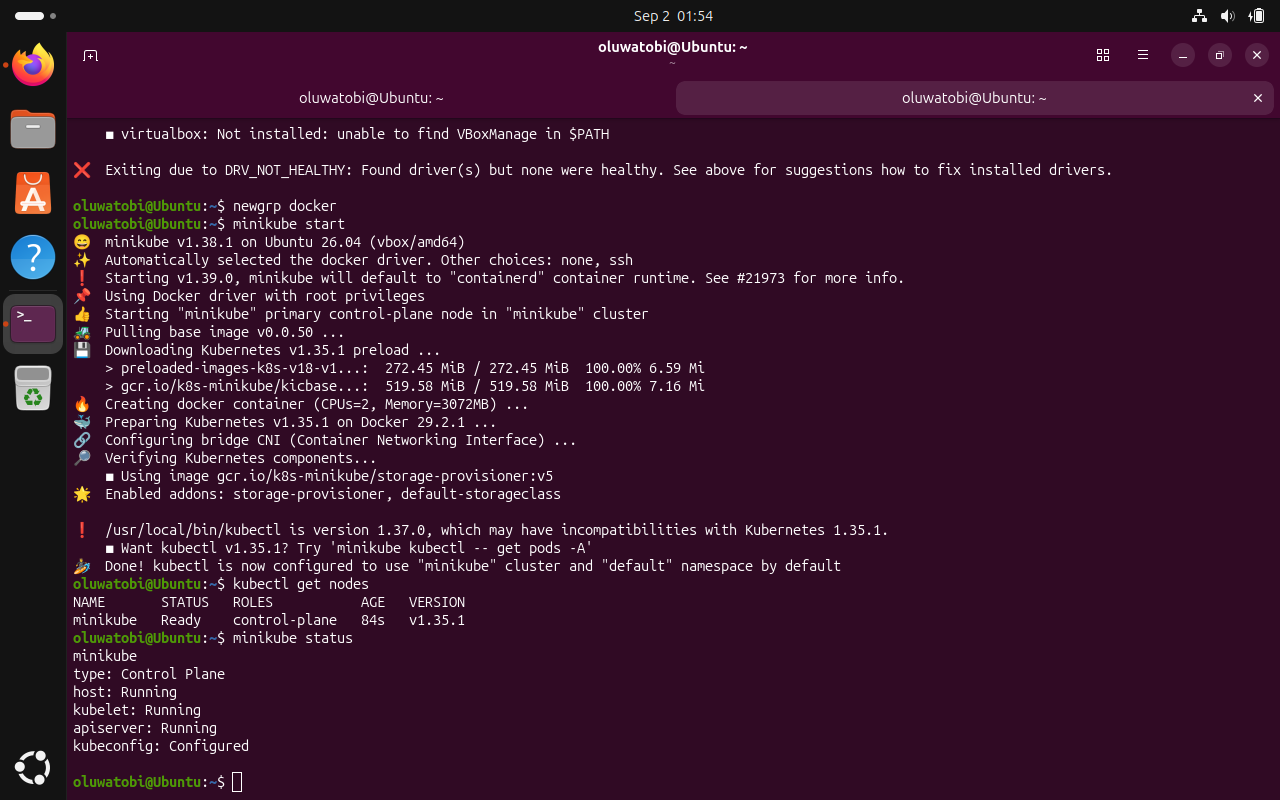 Sep 2 01:54
oluwatobi@Ubuntu: ~
~
oluwatobi@Ubuntu: ~
oluwatobi@Ubuntu: ~
■ virtualbox: Not installed: unable to find VBoxManage in $PATH
❌ Exiting due to DRV_NOT_HEALTHY: Found driver(s) but none were healthy. See above for suggestions how to fix installed drivers.
oluwatobi@Ubuntu:~$ newgrp docker
oluwatobi@Ubuntu:~$ minikube start
😄 minikube v1.38.1 on Ubuntu 26.04 (vbox/amd64)
✨ Automatically selected the docker driver. Other choices: none, ssh
❗ Starting v1.39.0, minikube will default to "containerd" container runtime. See #21973 for more info.
📌 Using Docker driver with root privileges
👍 Starting "minikube" primary control-plane node in "minikube" cluster
🚜 Pulling base image v0.0.50 ...
💾 Downloading Kubernetes v1.35.1 preload ...
> preloaded-images-k8s-v18-v1...: 272.45 MiB / 272.45 MiB 100.00% 6.59 Mi
> gcr.io/k8s-minikube/kicbase...: 519.58 MiB / 519.58 MiB 100.00% 7.16 Mi
🔥 Creating docker container (CPUs=2, Memory=3072MB) ...
🐳 Preparing Kubernetes v1.35.1 on Docker 29.2.1 ...
🔗 Configuring bridge CNI (Container Networking Interface) ...
🔎 Verifying Kubernetes components...
■ Using image gcr.io/k8s-minikube/storage-provisioner:v5
🌟 Enabled addons: storage-provisioner, default-storageclass
❗ /usr/local/bin/kubectl is version 1.37.0, which may have incompatibilities with Kubernetes 1.35.1.
■ Want kubectl v1.35.1? Try 'minikube kubectl -- get pods -A'
🏄 Done! kubectl is now configured to use "minikube" cluster and "default" namespace by default
oluwatobi@Ubuntu:~$ kubectl get nodes
NAME STATUS ROLES AGE VERSION
minikube Ready control-plane 84s v1.35.1
oluwatobi@Ubuntu:~$ minikube status
minikube
type: Control Plane
host: Running
kubelet: Running
apiserver: Running
kubeconfig: Configured
oluwatobi@Ubuntu:~$